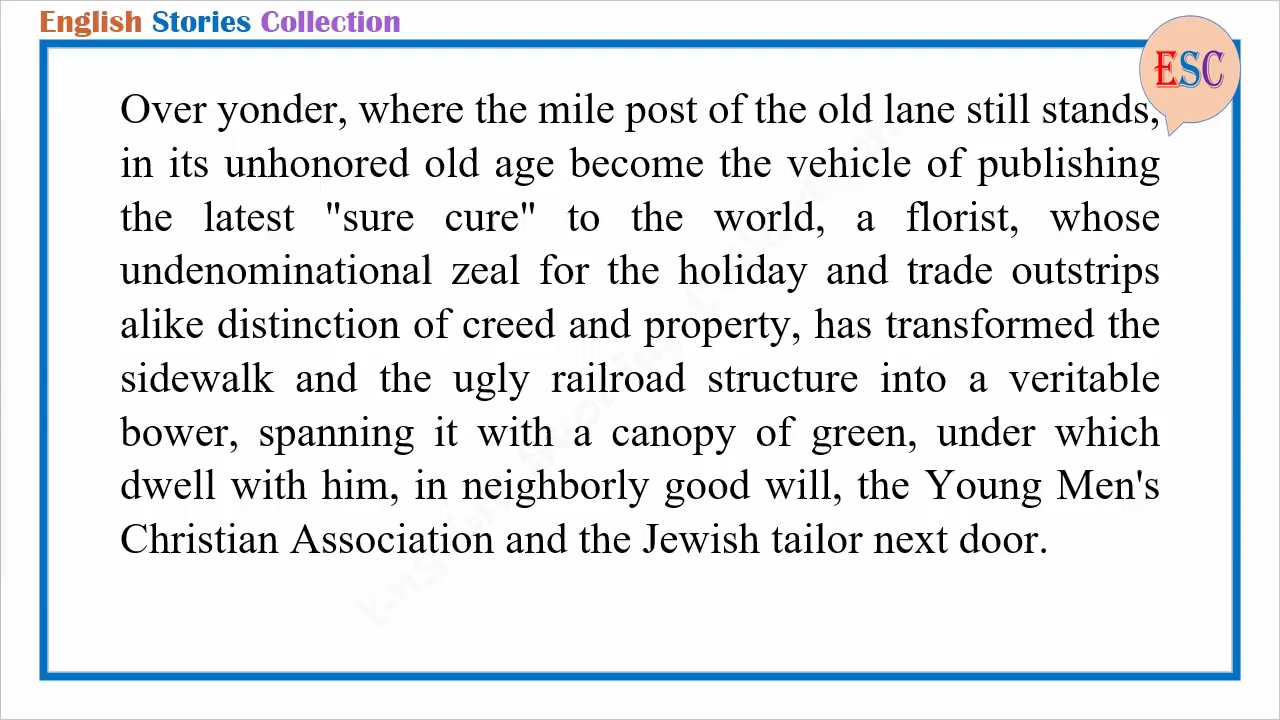 English Stories Collection
ESC
Over yonder, where the mile post of the old lane still stands,
in its unhonored old age become the vehicle of publishing
the latest "sure cure" to the world, a florist, whose
undenominational zeal for the holiday and trade outstrips
alike distinction of creed and property, has transformed the
sidewalk and the ugly railroad structure into a veritable
bower, spanning it with a canopy of green, under which
dwell with him, in neighborly good will, the Young Men's
Christian Association and the Jewish tailor next door.